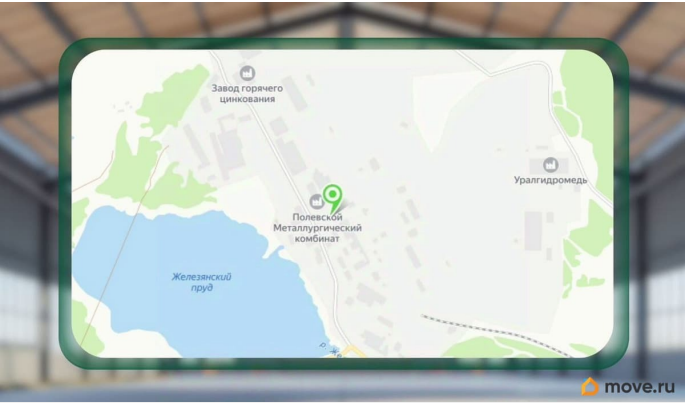 Завод горячего
цинкования
Уралгидромедь
Полевской
Металлургический
комбинат
Железянский
пруд
move.ru